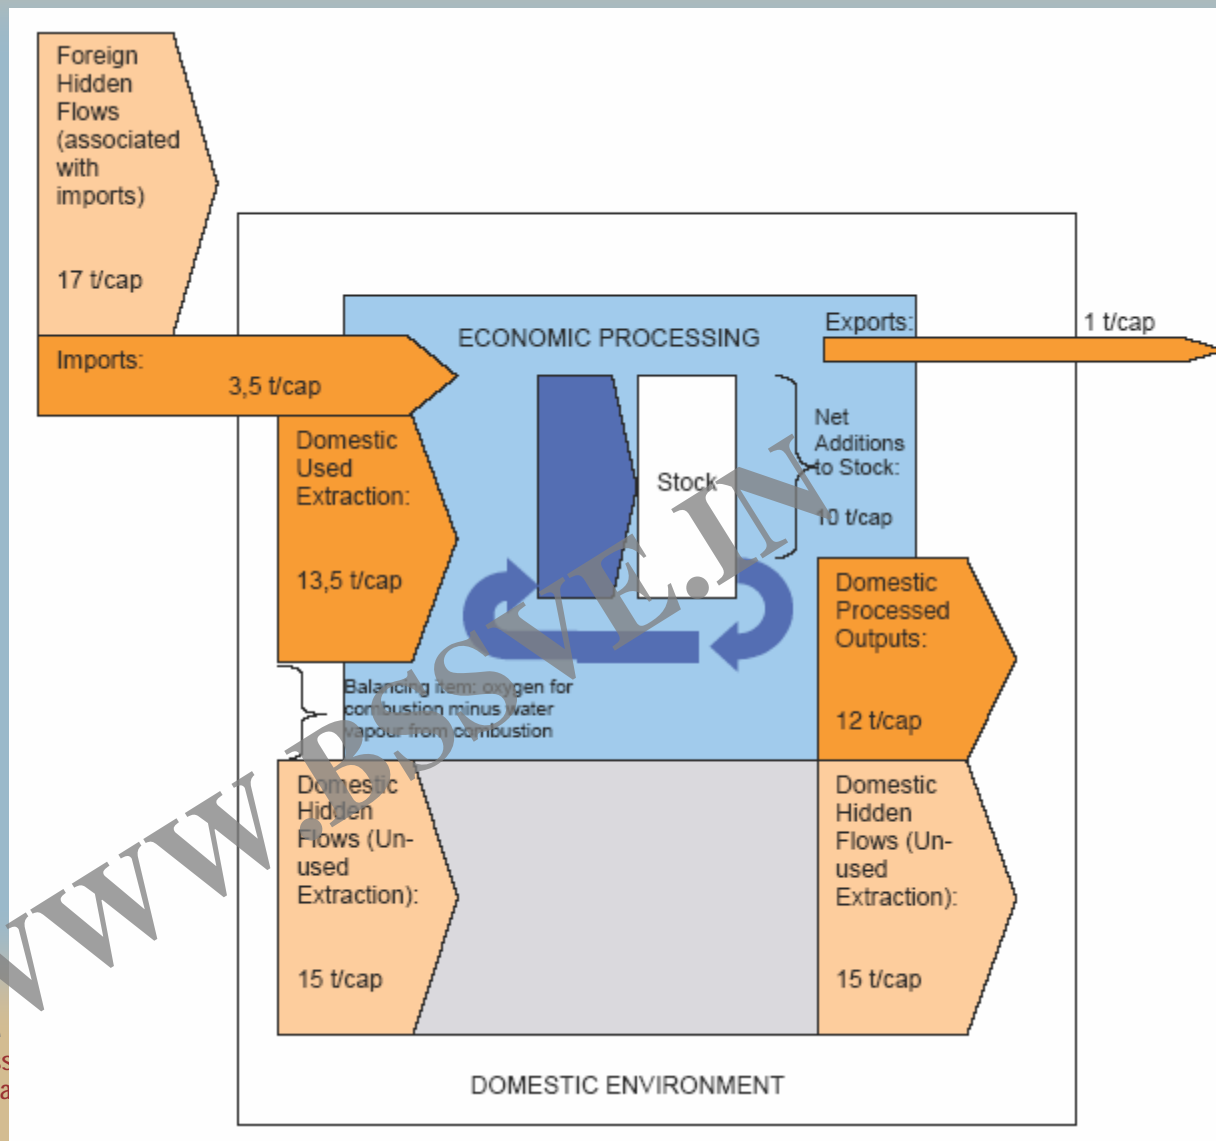 Foreign
Hidden
Flows
(associated
with
imports)
17 t/cap
Imports:
3,5 t/cap
ECONOMIC PROCESSING
Exports:
1 t/cap
Domestic
Used
Extraction:
13,5 t/cap
Stock
Net
Additions
to Stock:
10 t/cap
Balancing item: oxygen for
combustion minus water
vapour from combustion
Domestic
Processed
Outputs:
12 t/cap
Domestic
Hidden
Flows (Un-
used
Extraction):
15 t/cap
Domestic
Hidden
Flows (Un-
used
Extraction):
15 t/cap
DOMESTIC ENVIRONMENT
WWW.BSSVE.IN